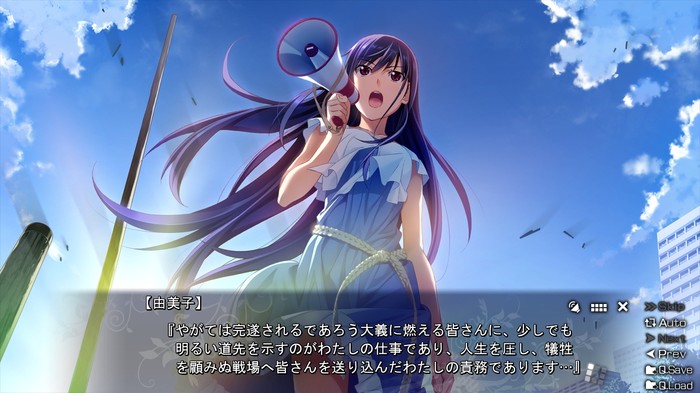 【由美子】
『やがては完遂されるであろう大義に燃える皆さんに、少しでも
明るい道先を示すのがわたしの仕事であり、人生を圧し、犠牲
を顧みぬ戦場へ皆さんを送り込んだわたしの責務であります…』
Skip
Auto
Next
Prev
Q.Save
Q.Load